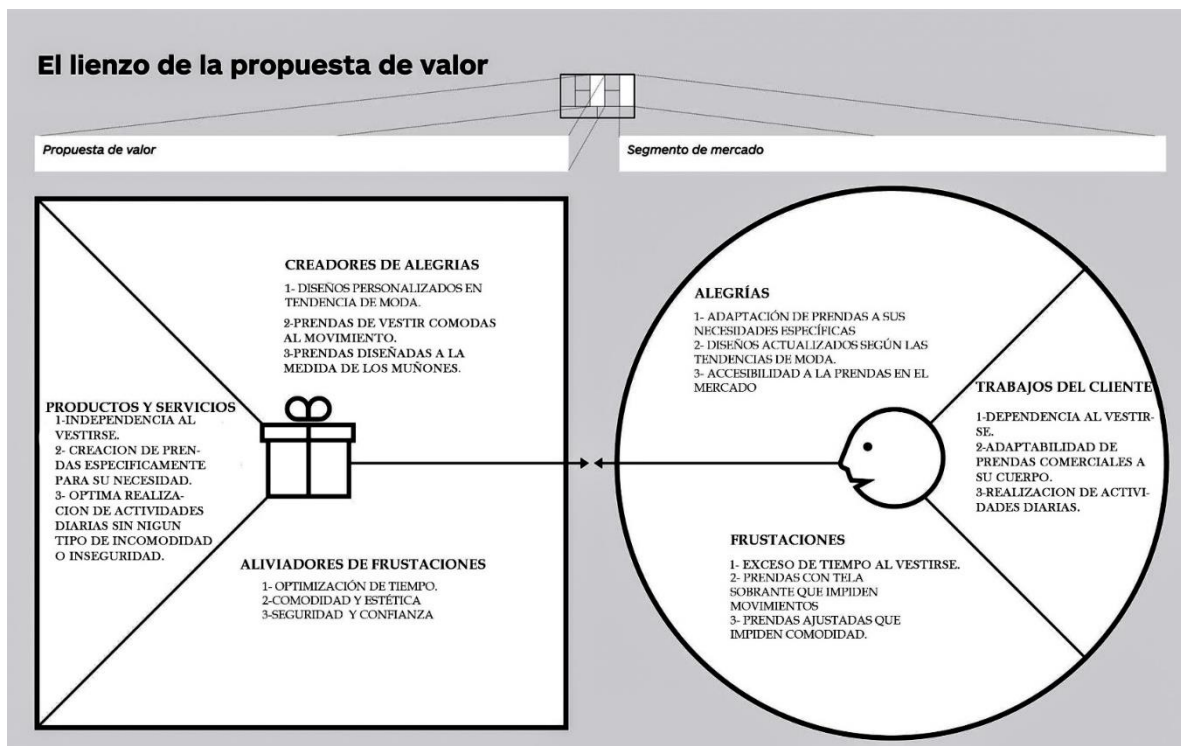 El lienzo de la propuesta de valor
Propuesta de valor
Segmento de mercado
CREADORES DE ALEGRIAS
1- DISEÑOS PERSONALIZADOS EN
TENDENCIA DE MODA.
2-PRENDAS DE VESTIR COMODAS
AL MOVIMIENTO.
3-PRENDAS DISEÑADAS A LA
MEDIDA DE LOS MUÑONES.
PRODUCTOS Y SERVICIOS
1-INDEPENDENCIA AL
VESTIRSE.
2- CREACION DE PREN-
DAS ESPECIFICAMENTE
PARA SU NECESIDAD.
3- OPTIMA REALIZA-
CION DE ACTIVIDADES
DIARIAS SIN NIGUN
TIPO DE INCOMODIDAD
O INSEGURIDAD.
ALIVIADORES DE FRUSTACIONES
1- OPTIMIZACIÓN DE TIEMPO.
2-COMODIDAD Y ESTÉTICA
3-SEGURIDAD Y CONFIANZA
ALEGRÍAS
1- ADAPTACIÓN DE PRENDAS A SUS
NECESIDADES ESPECÍFICAS
2- DISEÑOS ACTUALIZADOS SEGÚN LAS
TENDENCIAS DE MODA.
3- ACCESIBILIDAD A LA PRENDAS EN EL
MERCADO
TRABAJOS DEL CLIENTE
1-DEPENDENCIA AL VESTIR-
SE.
2-ADAPTABILIDAD DE
PRENDAS COMERCIALES A
SU CUERPO.
3-REALIZACION DE ACTIVI-
DADES DIARIAS.
FRUSTACIONES
1- EXCESO DE TIEMPO AL VESTIRSE.
2- PRENDAS CON TELA
SOBRANTE QUE IMPIDEN
MOVIMIENTOS
3- PRENDAS AJUSTADAS QUE
IMPIDEN COMODIDAD.